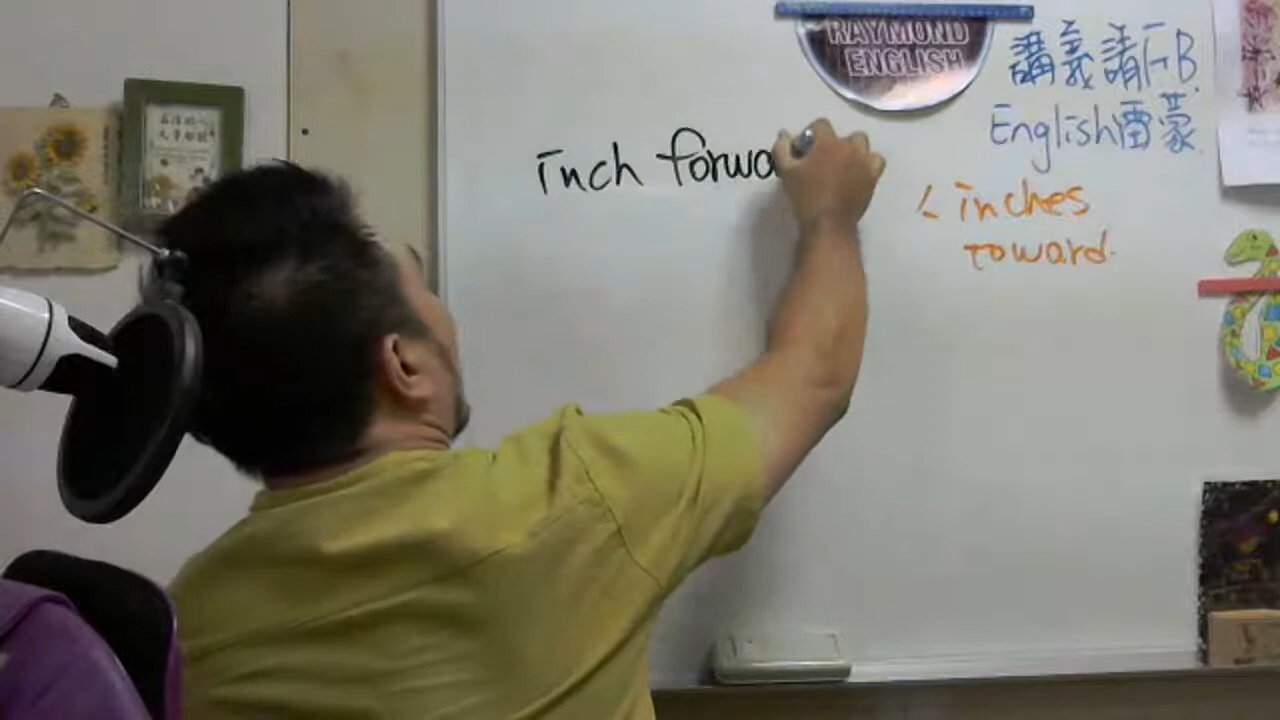 RAYMOND
ENGLISH
講義請FB
English雷蒙
inch forwa
< inches
toward.